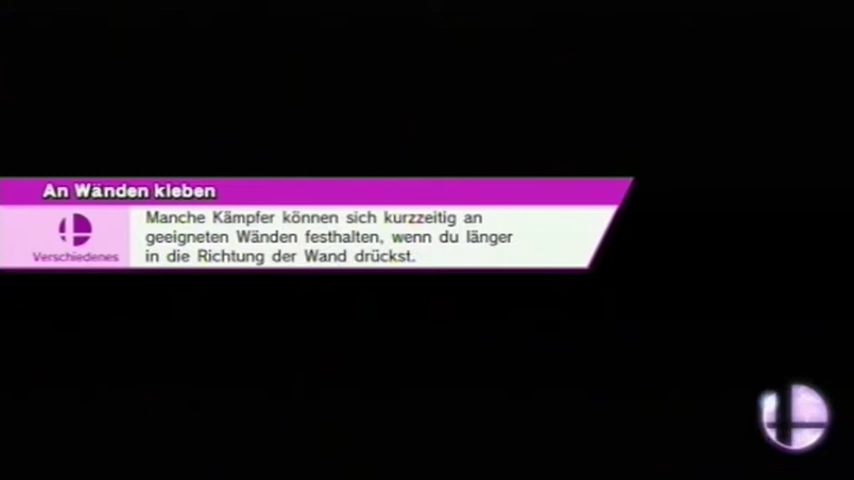 An Wänden kleben
Manche Kämpfer können sich kurzzeitig an
geeigneten Wänden festhalten, wenn du länger
in die Richtung der Wand drückst.
Verschiedenes